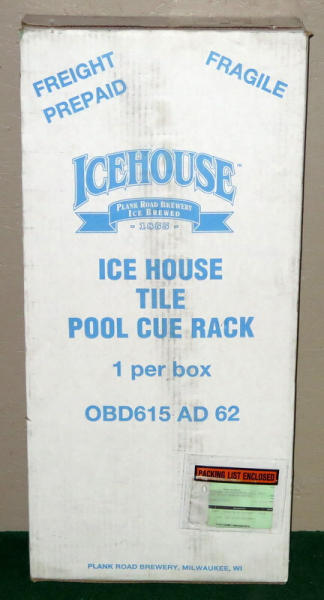 FREIGHT
PREPAID
FRAGILE
ICEHOUSE™
PLANK ROAD BREWERY
ICE BREWED
- 1855 -
ICE HOUSE
TILE
POOL CUE RACK
1 per box
OBD615 AD 62
PACKING LIST ENCLOSED
PLANK ROAD BREWERY, MILWAUKEE, WI